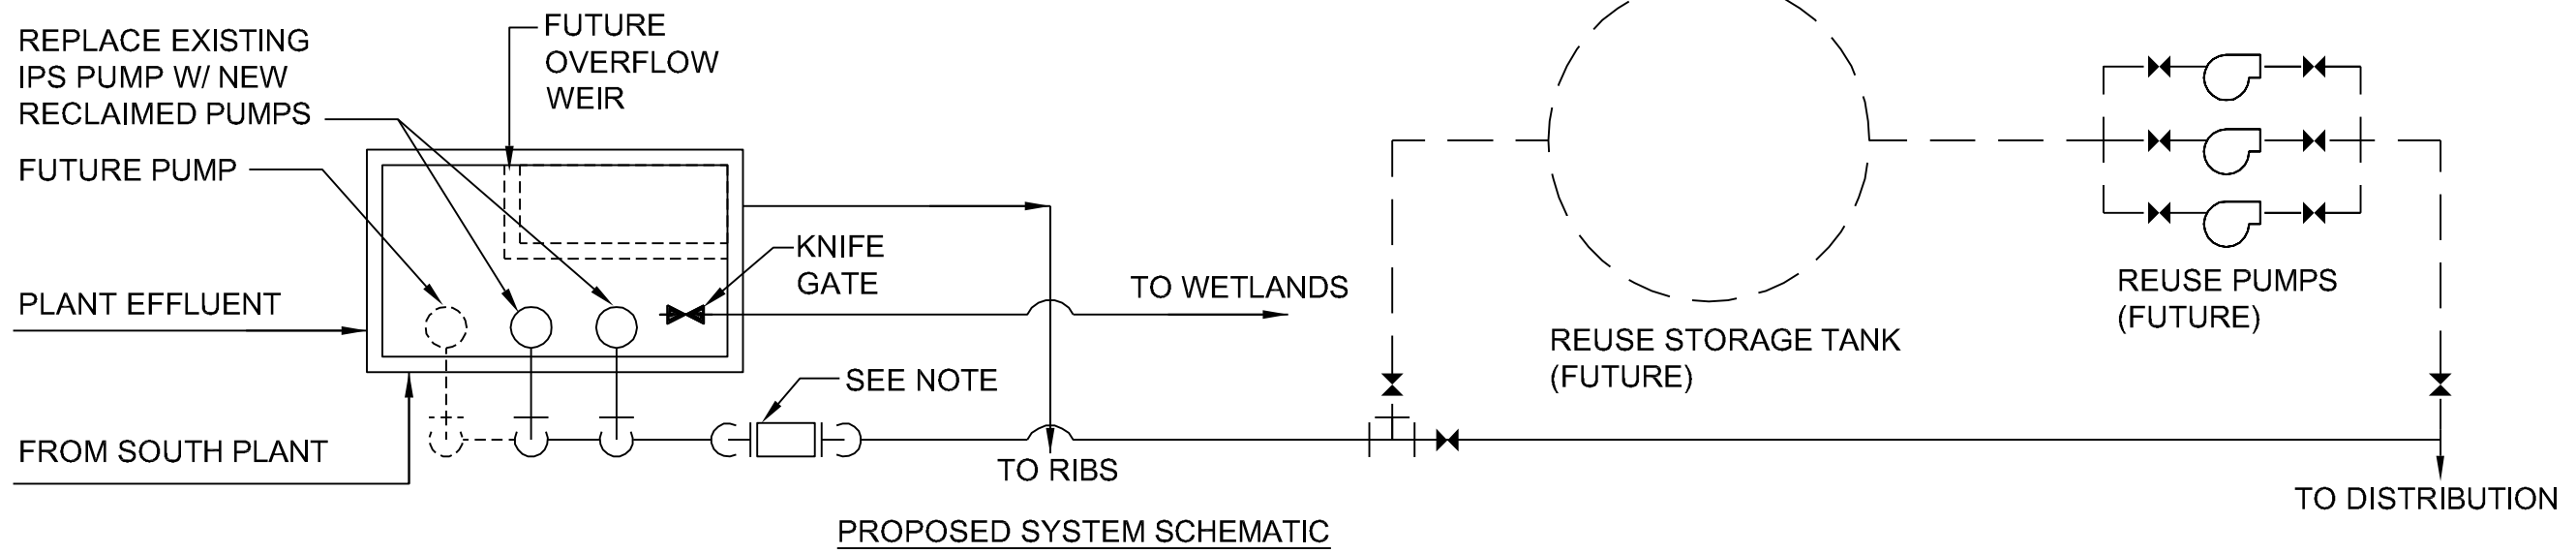 REPLACE EXISTING
IPS PUMP W/ NEW
RECLAIMED PUMPS
FUTURE PUMP
PLANT EFFLUENT
FROM SOUTH PLANT
FUTURE
OVERFLOW
WEIR
KNIFE
GATE
SEE NOTE
TO WETLANDS
TO RIBS
REUSE STORAGE TANK
(FUTURE)
REUSE PUMPS
(FUTURE)
TO DISTRIBUTION
PROPOSED SYSTEM SCHEMATIC